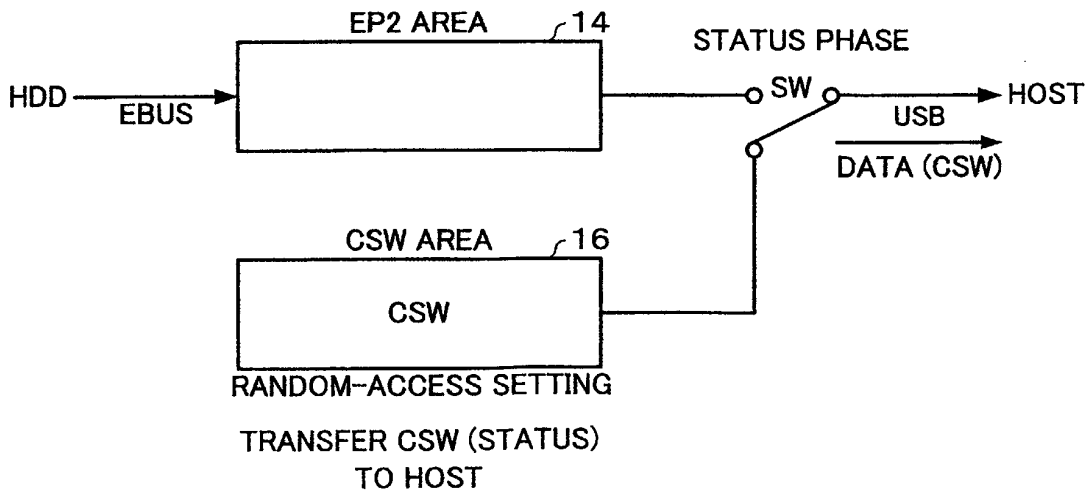 EP2 AREA
14
STATUS PHASE
HDD
EBUS
SW
HOST
USB
DATA (CSW)
CSW AREA
16
CSW
RANDOM-ACCESS SETTING
TRANSFER CSW (STATUS)
TO HOST